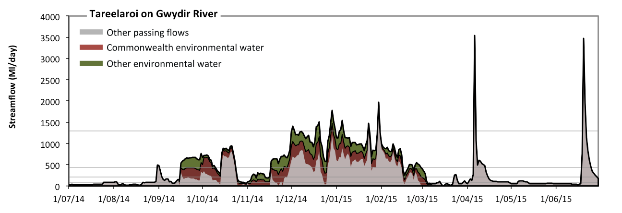 Tareelaroi on Gwydir River
4000
3500
3000
2500
2000
1500
1000
500
0
Streamflow (Ml/day)
Other passing flows
Commonwealth environmental water
Other environmental water
1/07/14 1/08/14 1/09/14 1/10/14 1/11/14 1/12/14 1/01/15 1/02/15 1/03/15 1/04/15 1/05/15 1/06/15